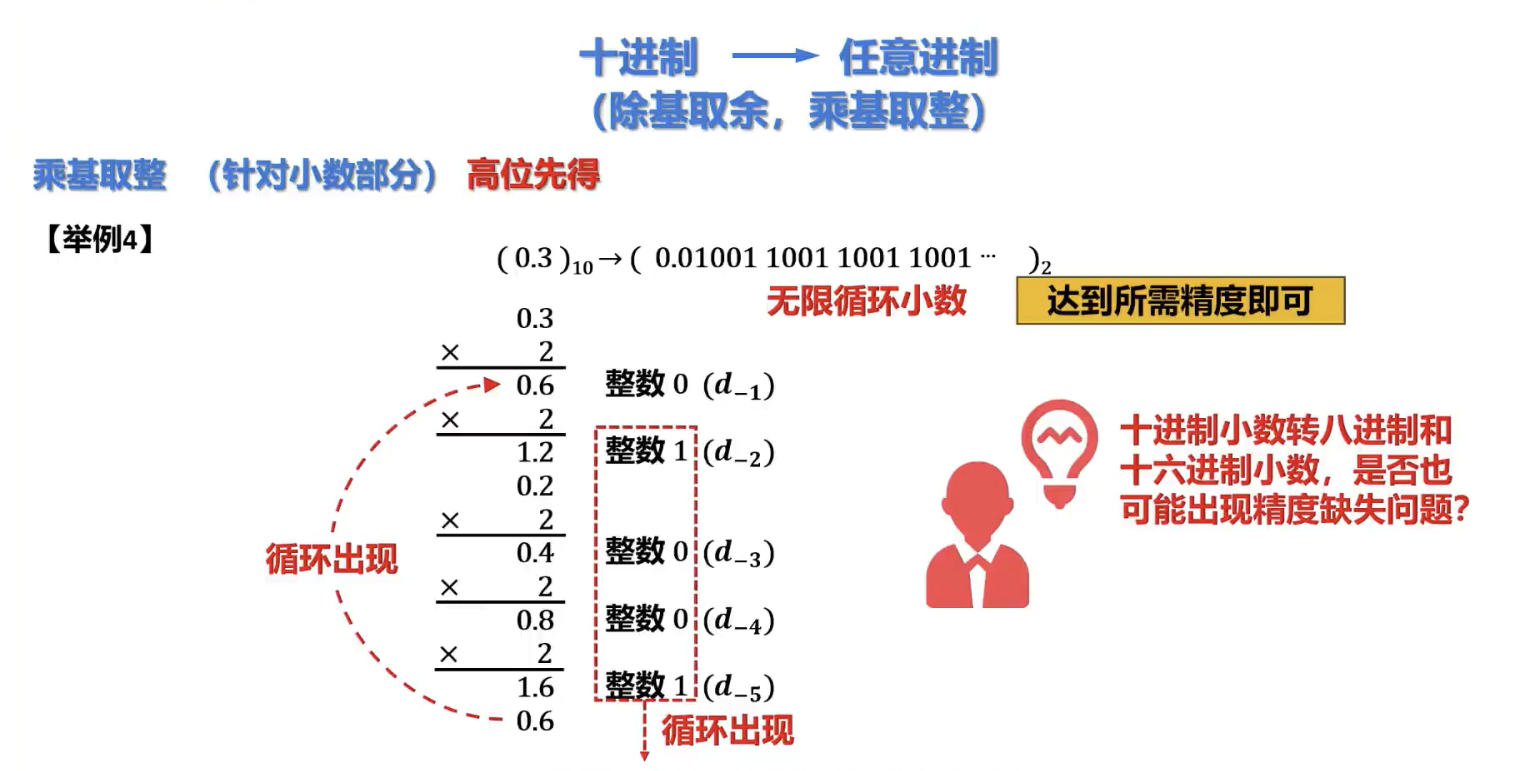 十进制 → 任意进制
(除基取余，乘基取整)
乘基取整 （针对小数部分） 高位先得
【举例4】
( 0.3 )₁₀ → ( 0.01001 1001 1001 1001 ⋯ )₂
无限循环小数
达到所需精度即可
0.3
× 2
0.6 整数 0 (d₋₁)
× 2
1.2 整数 1 (d₋₂)
0.2
× 2
0.4 整数 0 (d₋₃)
× 2
0.8 整数 0 (d₋₄)
× 2
1.6 整数 1 (d₋₅)
0.6
循环出现
循环出现
十进制小数转八进制和
十六进制小数，是否也
可能出现精度缺失问题？